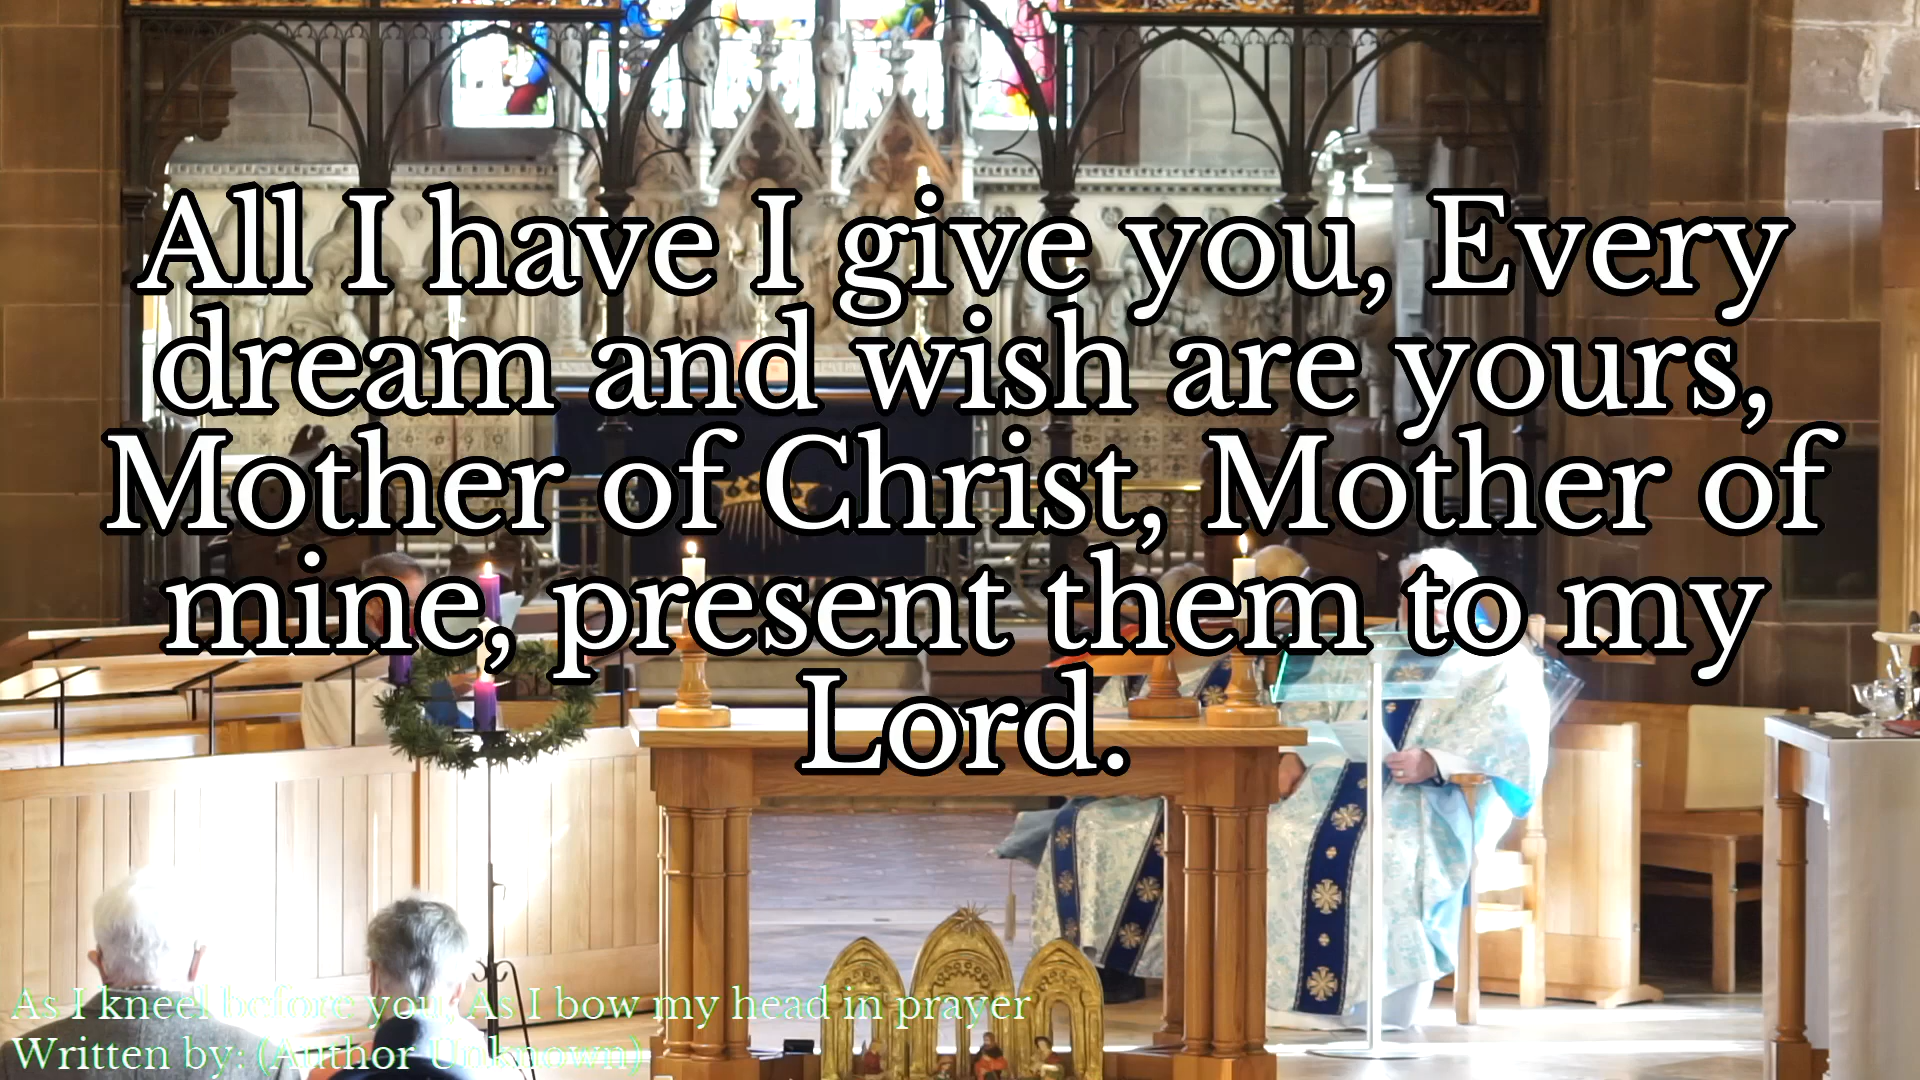 All I have I give you, Every
dream and wish are yours,
Mother of Christ, Mother of
mine, present them to my
Lord.
As I kneel before you, As I bow my head in prayer
Written by: (Author Unknown)